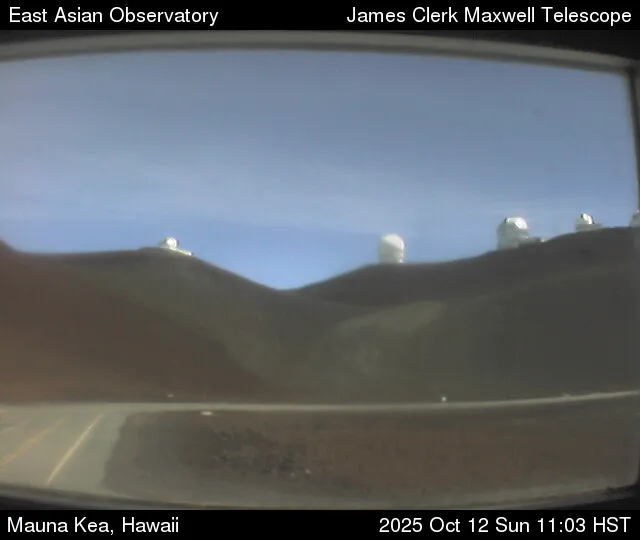 East Asian Observatory
James Clerk Maxwell Telescope
Mauna Kea, Hawaii
2025 Oct 12 Sun 11:03 HST